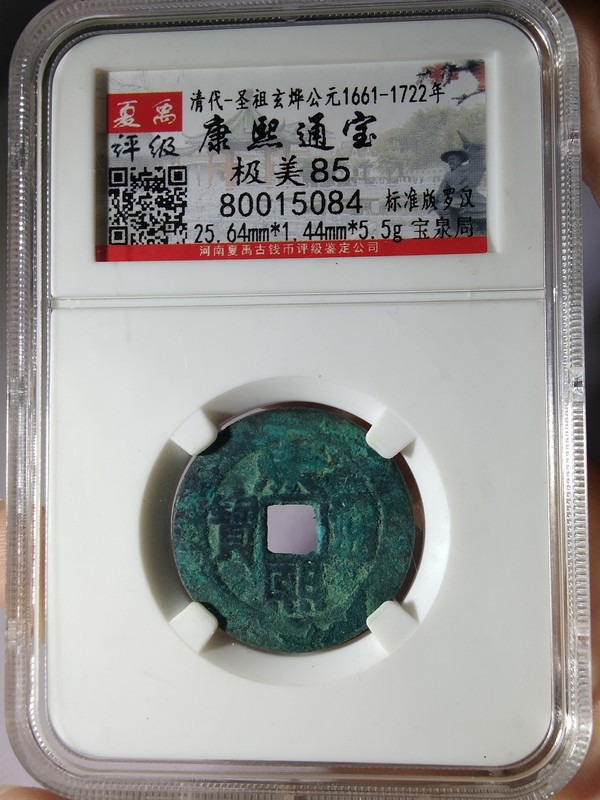 夏禹
评级
清代-圣祖玄烨公元1661-1722年
康熙通宝
极美85
80015084 标准版罗汉
25.64mm*1.44mm*5.5g 宝泉局
河南夏禹古钱币评级鉴定公司
熙
寶